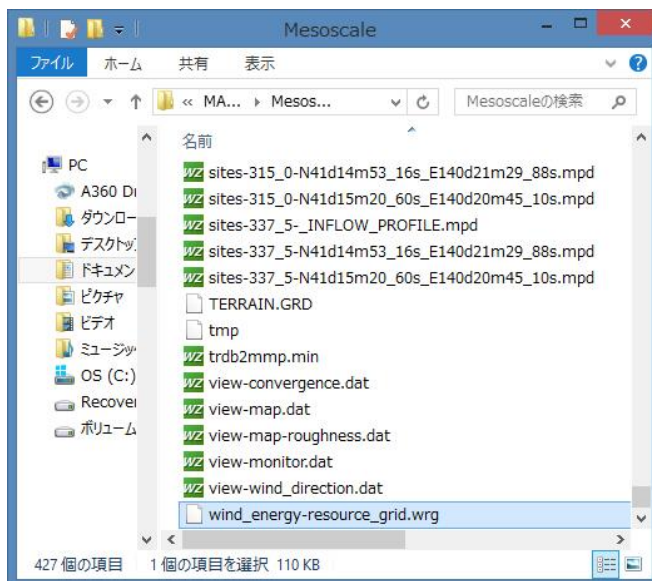 Mesoscale
ファイル ホーム 共有 表示
« MA... Mesos... Mesoscaleの検索
名前
PC
A360 Dr
ダウンロー
デスクトッ
ドキュメン
ピクチャ
ビデオ
ミュージッ
OS (C:)
Recover
ボリューム
sites-315_0-N41d14m53_16s_E140d21m29_88s.mpd
sites-315_0-N41d15m20_60s_E140d20m45_10s.mpd
sites-337_5-_INFLOW_PROFILE.mpd
sites-337_5-N41d14m53_16s_E140d21m29_88s.mpd
sites-337_5-N41d15m20_60s_E140d20m45_10s.mpd
TERRAIN.GRD
tmp
trdb2mmp.min
view-convergence.dat
view-map.dat
view-map-roughness.dat
view-monitor.dat
view-wind_direction.dat
wind_energy-resource_grid.wrg
427 個の項目 1 個の項目を選択 110 KB